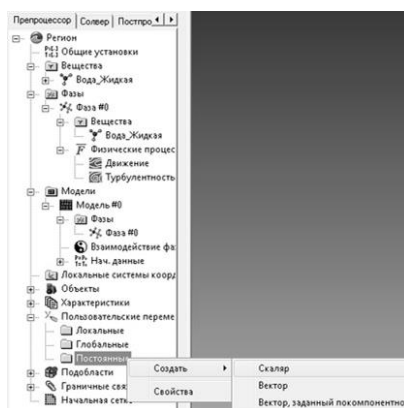 Препроцессор Солвер Постпро
Регион
Общие установки
Вещества
Вода_Жидкая
Фазы
Фаза #0
Вещества
Вода_Жидкая
Физические процес
Движение
Турбулентность
Модели
Модель #0
Фазы
Фаза #0
Взаимодействие фа
Нач. данные
Локальные системы коорд
Объекты
Характеристики
Пользовательские переме
Локальные
Глобальные
Постоянные
Создать Скаляр
Подобласти
Вектор
Граничные Свойства
Начальная сетк Вектор, заданный покомпонентно